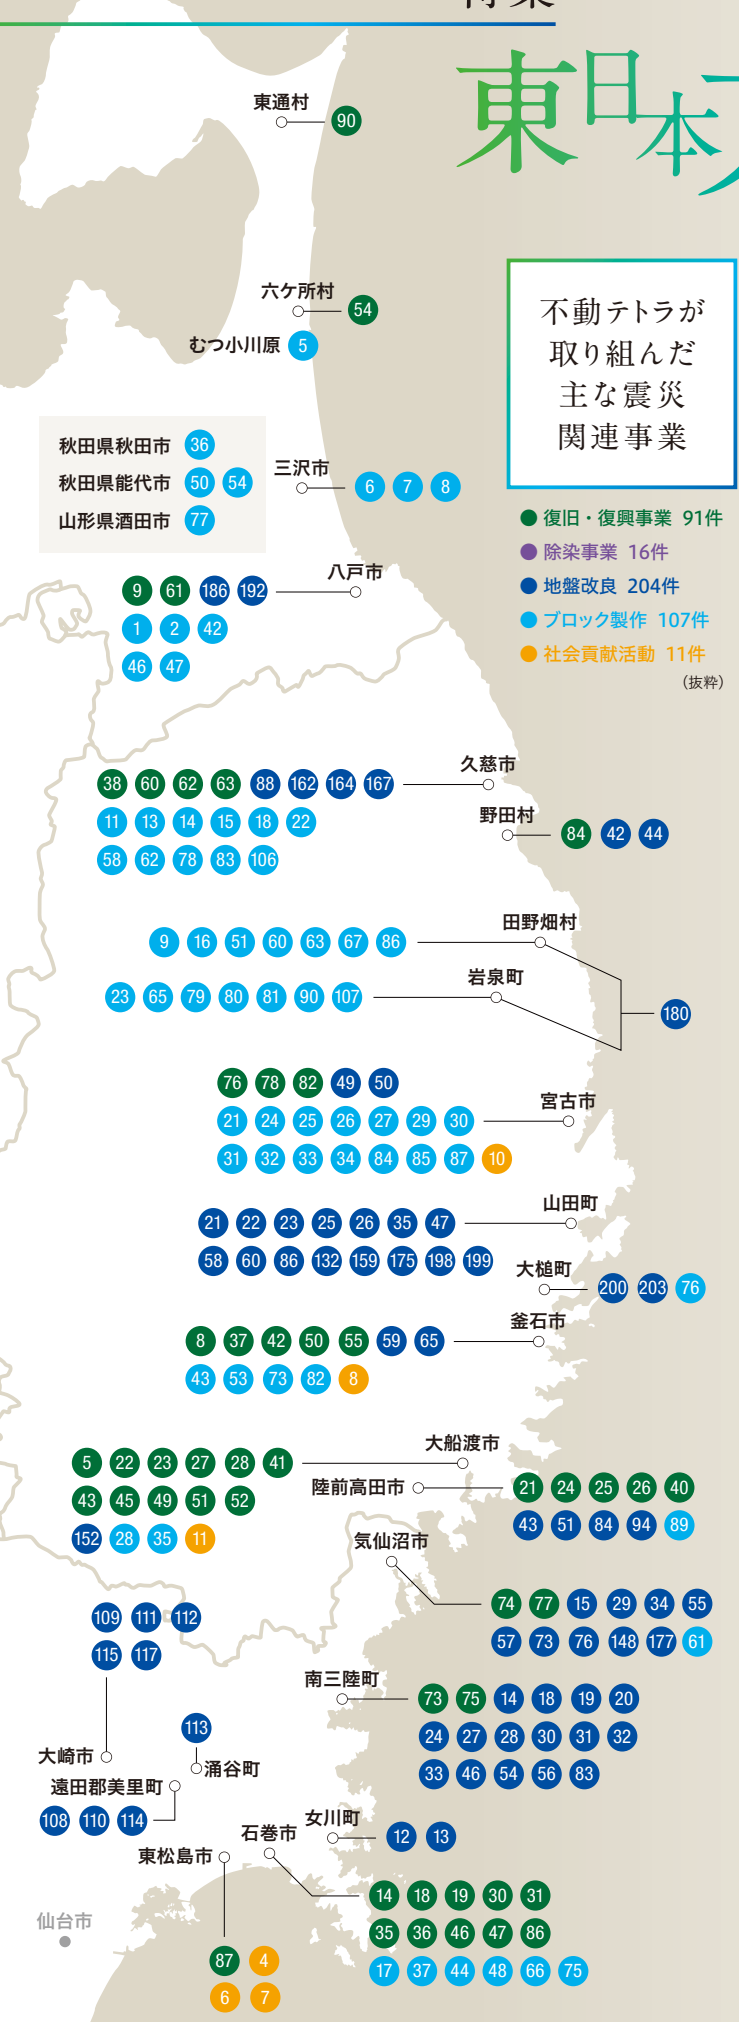 東日本
東通村
90
六ケ所村
54
むつ小川原 5
不動テトラが
取り組んだ
主な震災
関連事業
秋田県秋田市 36
秋田県能代市 50 54
山形県酒田市 77
三沢市
6 7 8
復旧・復興事業 91件
除染事業 16件
地盤改良 204件
ブロック製作 107件
社会貢献活動 11件
（抜粋）
八戸市
9 61 186 192
1 2 42
46 47
久慈市
38 60 62 63 88 162 164 167
11 13 14 15 18 22
58 62 78 83 106
野田村
84 42 44
田野畑村
9 16 51 60 63 67 86
岩泉町
23 65 79 80 81 90 107
180
宮古市
76 78 82 49 50
21 24 25 26 27 29 30
31 32 33 34 84 85 87 10
山田町
21 22 23 25 26 35 47
58 60 86 132 159 175 198 199
大槌町
200 203 76
釜石市
8 37 42 50 55 59 65
43 53 73 82 8
大船渡市
5 22 23 27 28 41
43 45 49 51 52
152 28 35 11
陸前高田市
21 24 25 26 40
43 51 84 94 89
気仙沼市
74 77 15 29 34 55
57 73 76 148 177 61
109 111 112
115 117
大崎市
南三陸町
73 75 14 18 19 20
24 27 28 30 31 32
33 46 54 56 83
113
涌谷町
遠田郡美里町
108 110 114
女川町
12 13
石巻市
14 18 19 30 31
35 36 46 47 86
17 37 44 48 66 75
東松島市
87 4
6 7
仙台市